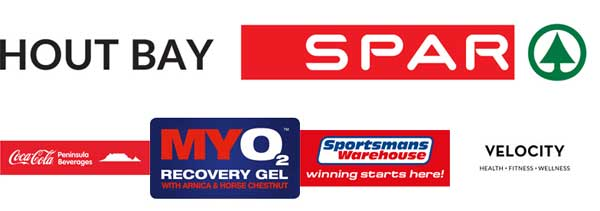 HOUT BAY SPAR
Coca-Cola Peninsula
Beverages
MYO2™
RECOVERY GEL
WITH ARNICA & HORSE CHESTNUT
Sportsmans
Warehouse
winning starts here!
VELOCITY
HEALTH • FITNESS • WELLNESS